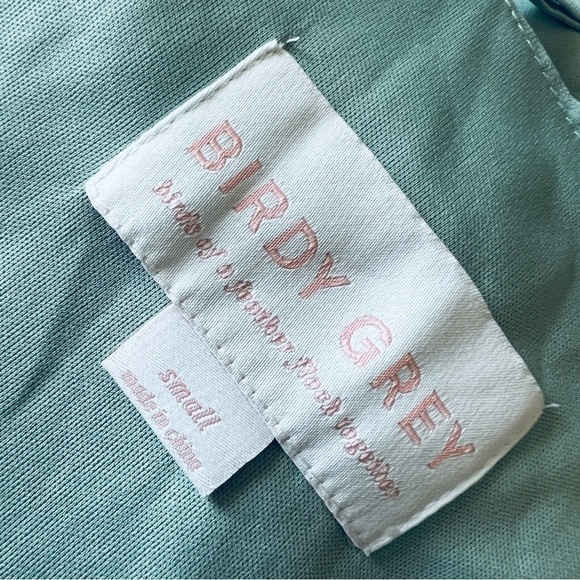 BIRDY GREY
birds of a feather flock together
small
made in china